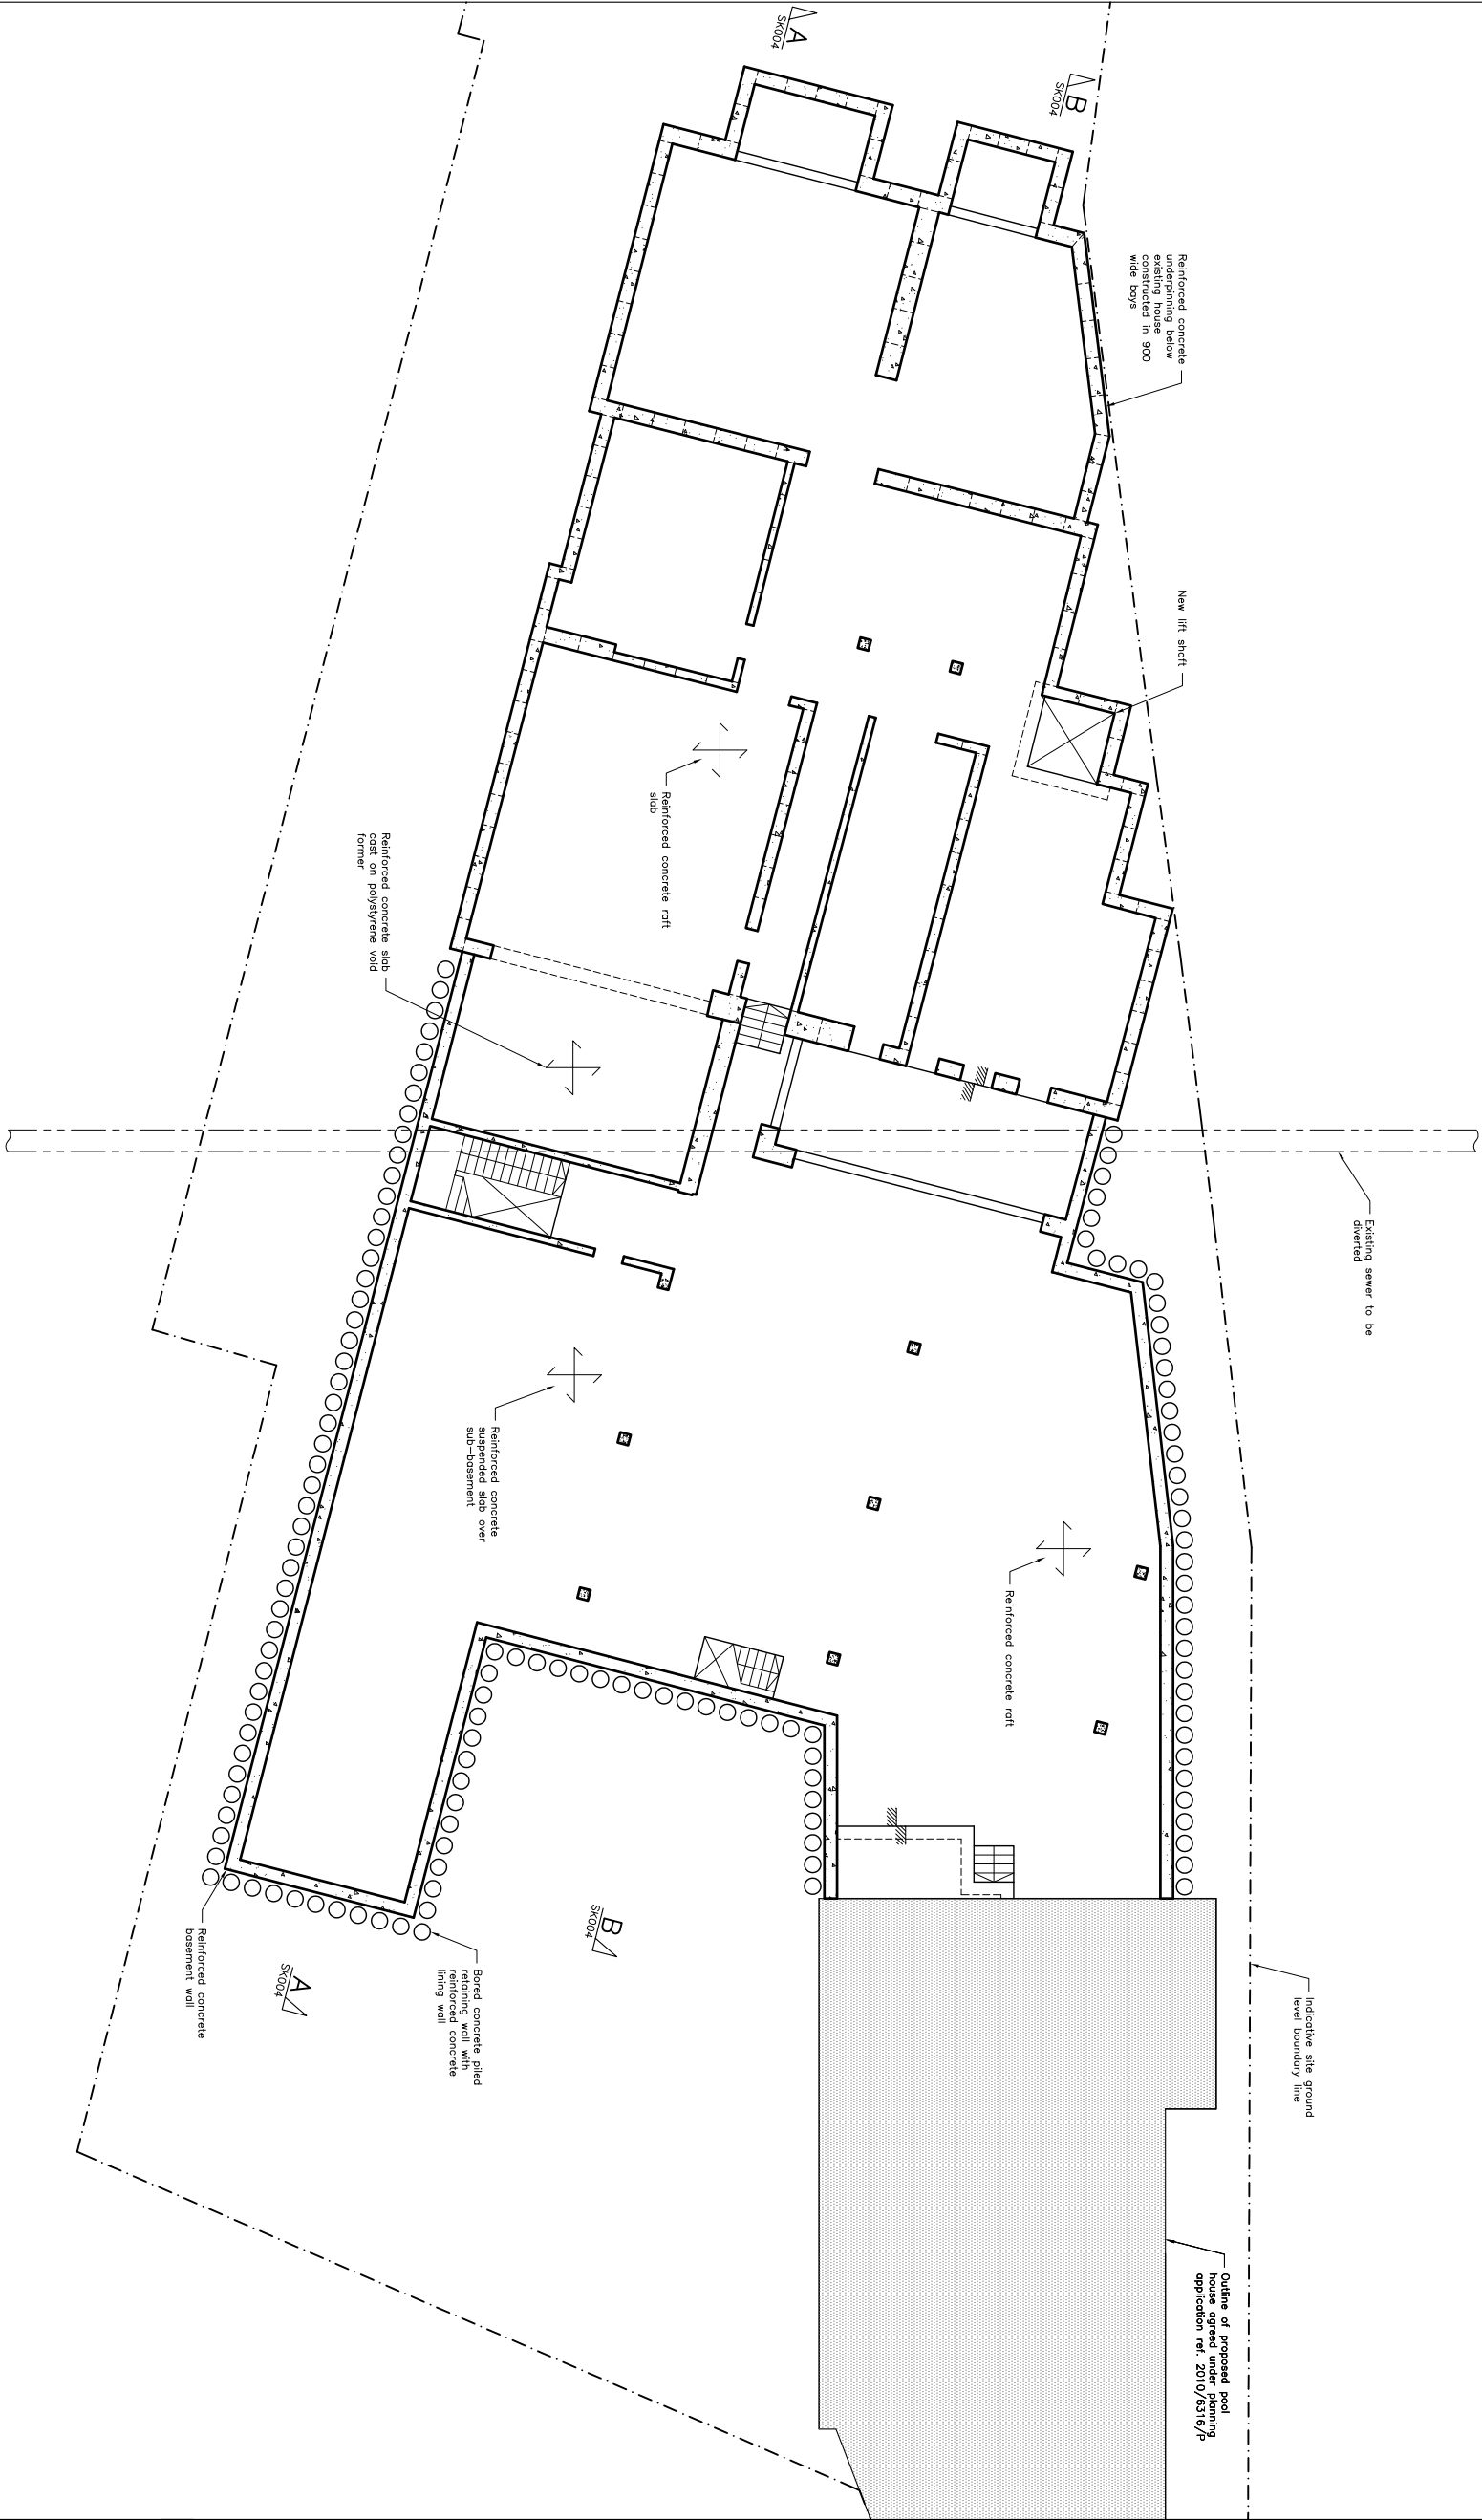 A
SK004
B
SK004
Reinforced concrete
underpinning below
existing house
constructed in 900
wide bays
New lift shaft
Reinforced concrete raft
slab
Reinforced concrete slab
cast on polystyrene void
former
Existing sewer to be
diverted
Reinforced concrete
suspended slab over
sub-basement
Reinforced concrete raft
B
SK004
A
SK004
Reinforced concrete
basement wall
Bored concrete piled
retaining wall with
reinforced concrete
lining wall
Indicative site ground
level boundary line
Outline of proposed pool
house agreed under planning
application ref. 2010/6316/P